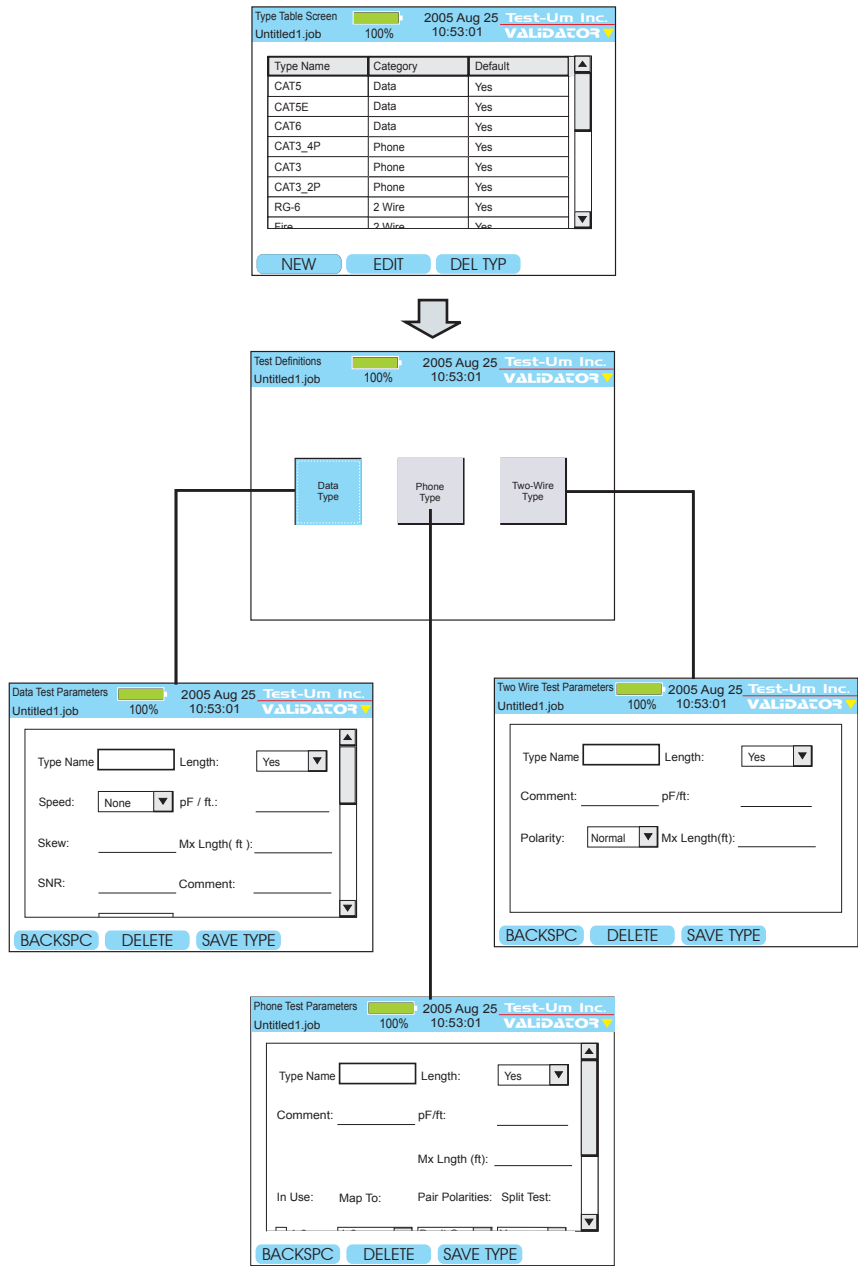 Type Table Screen 2005 Aug 25 Test-Um Inc.
Untitled1.job 100% 10:53:01 VALiDATOR
Type Name Category Default
CAT5 Data Yes
CAT5E Data Yes
CAT6 Data Yes
CAT3_4P Phone Yes
CAT3 Phone Yes
CAT3_2P Phone Yes
RG-6 2 Wire Yes
Fire 2 Wire Yes
NEW EDIT DEL TYP
Test Definitions 2005 Aug 25 Test-Um Inc.
Untitled1.job 100% 10:53:01 VALiDATOR
Data Type
Phone Type
Two-Wire Type
Data Test Parameters 2005 Aug 25 Test-Um Inc.
Untitled1.job 100% 10:53:01 VALiDATOR
Type Name Length: Yes
Speed: None pF / ft.:
Skew: Mx Lngth( ft ):
SNR: Comment:
BACKSPC DELETE SAVE TYPE
Two Wire Test Parameters 2005 Aug 25 Test-Um Inc.
Untitled1.job 100% 10:53:01 VALiDATOR
Type Name Length: Yes
Comment: pF/ft:
Polarity: Normal Mx Length(ft):
BACKSPC DELETE SAVE TYPE
Phone Test Parameters 2005 Aug 25 Test-Um Inc.
Untitled1.job 100% 10:53:01 VALiDATOR
Type Name Length: Yes
Comment: pF/ft:
Mx Lngth (ft):
In Use: Map To: Pair Polarities: Split Test:
BACKSPC DELETE SAVE TYPE